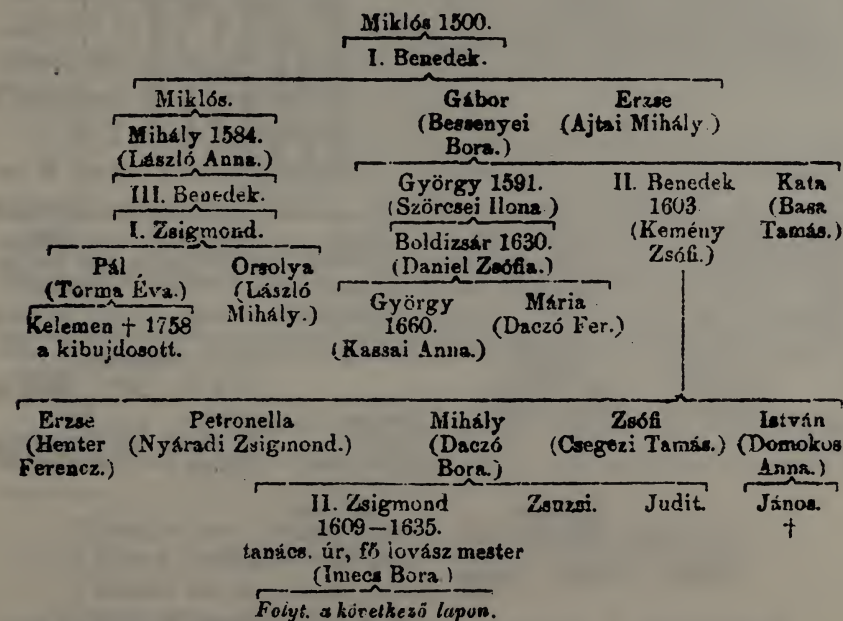 Miklós 1500.
I. Benedek.
Miklós. Gábor Erzse
Mihály 1584. (Bessenyei (Ajtai Mihály.)
(László Anna.) Bora.)
III. Benedek. György 1591. II. Benedek Kata
(Szörcsei Ilona.) 1603. (Basa
I. Zsigmond. Boldizsár 1630. (Kemény Tamás.)
(Daniel Zsófia.) Zsófi.)
Pál Orsolya
(Torma Éva.) (László
Mihály.)
György Mária
1660. (Daczó Fer.)
(Kassai Anna.)
Kelemen † 1758
a kibujdosott.
Erzse Petronella Mihály Zsófi István
(Henter (Nyáradi Zsigmond.) (Daczó (Csegezi Tamás.) (Domokos
Ferencz.) Bora.) Anna.)
II. Zsigmond Zsuzsi. Judit. János.
1609—1635. †
tanács. úr, fő lovász mester
(Imecs Bora.)
Folyt. a következő lapon.